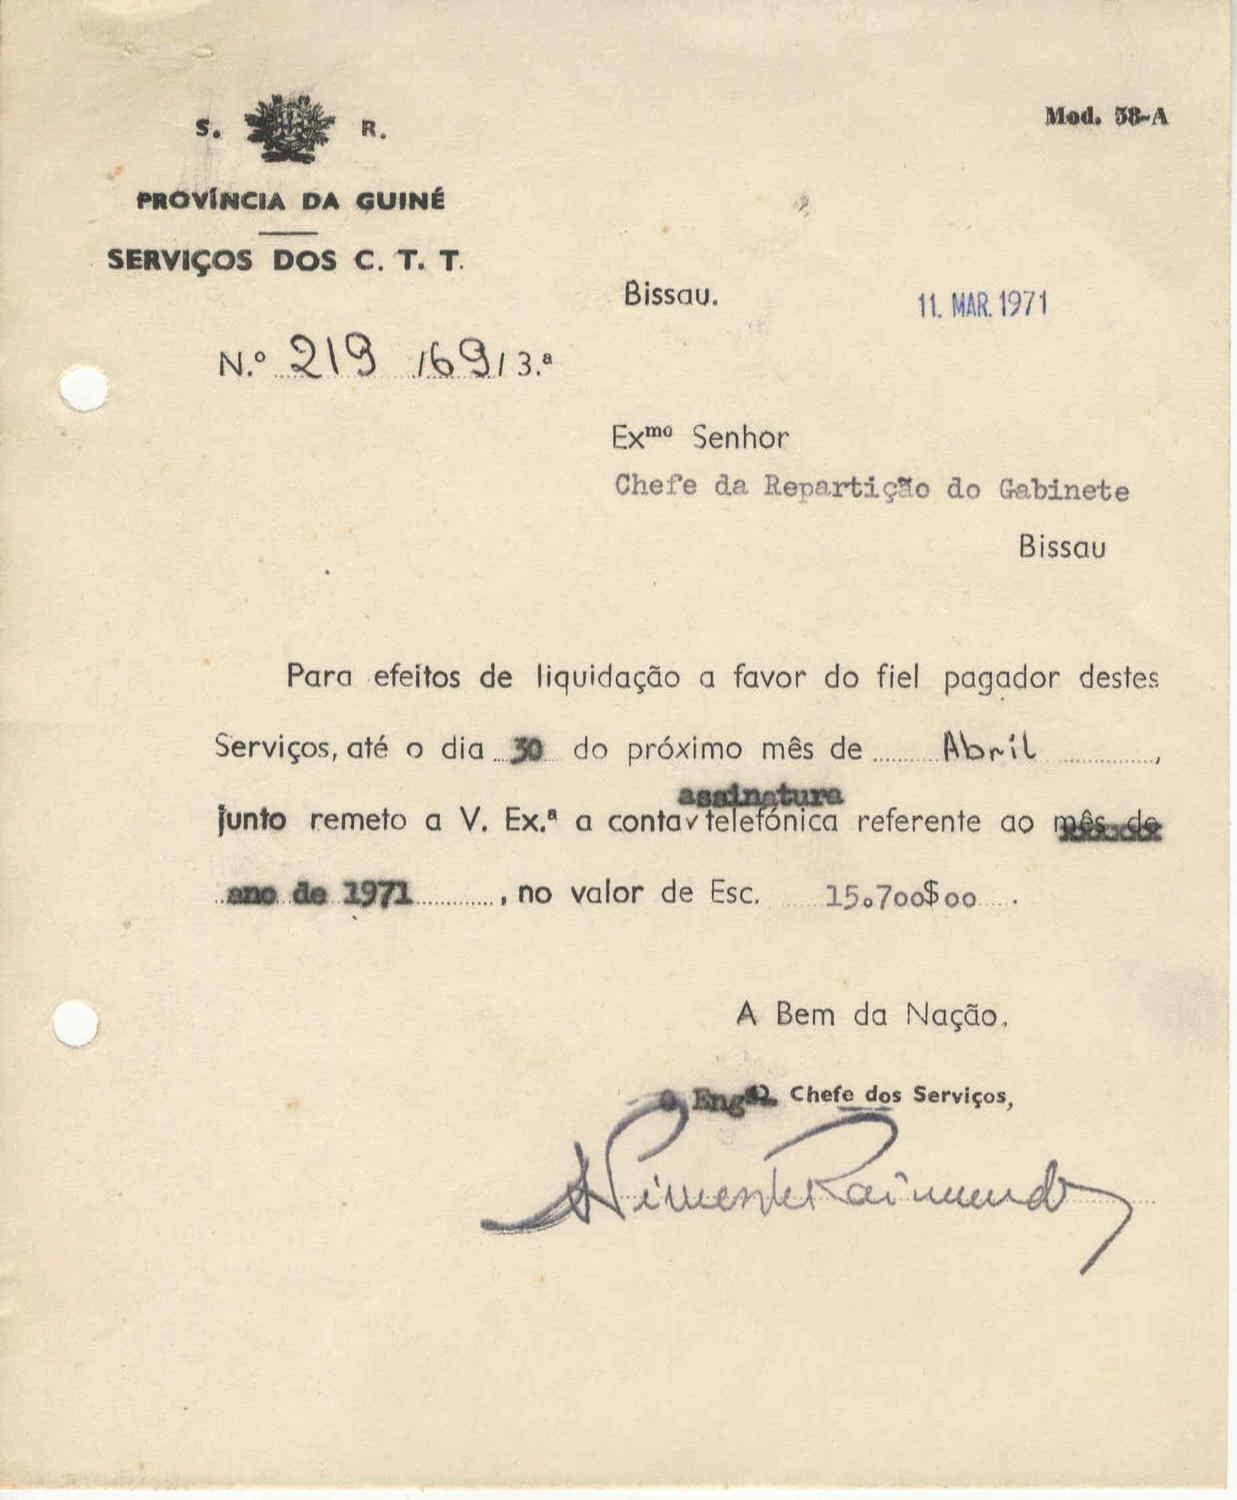 Mod. 38-A
S. R.
PROVÍNCIA DA GUINÉ
SERVIÇOS DOS C. T. T.
Bissau. 11. MAR. 1971
N.º 219 /69/3.ª
Exmo Senhor
Chefe da Repartição do Gabinete
Bissau
Para efeitos de liquidação a favor do fiel pagador destes
Serviços, até o dia 30 do próximo mês de Abril,
assinatura
junto remeto a V. Ex.ª a conta telefónica referente ao mês de
ano de 1971, no valor de Esc. 15.700$00.
A Bem da Nação.
O Engº Chefe dos Serviços,
Raimundo